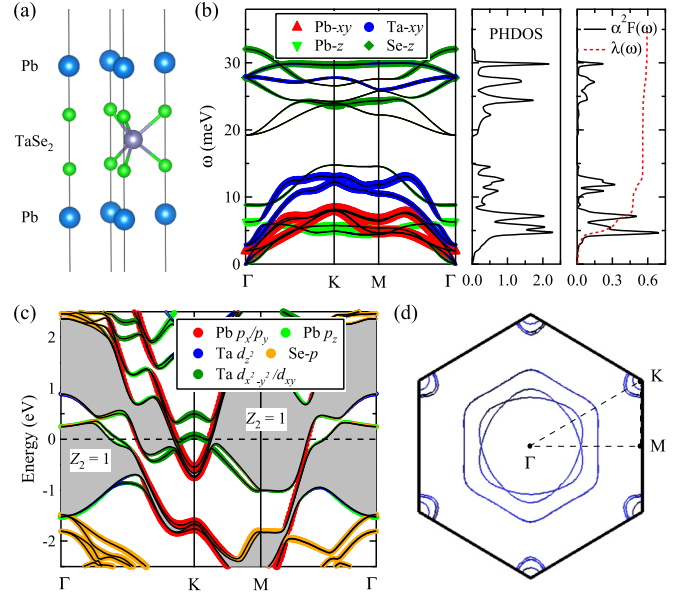 (a)
Pb
TaSe2
Pb
(b)
Pb-xy
Ta-xy
Pb-z
Se-z
ω (meV)
30
20
10
0
Γ
K
M
Γ
PHDOS
0.0
1.0
2.0
α²F(ω)
λ(ω)
0.0
0.3
0.6
(c)
Pb px/py
Pb pz
Ta dz²
Se-p
Ta dx²-y²/dxy
Z2 = 1
Z2 = 1
Energy (eV)
2
1
0
-1
-2
Γ
K
M
Γ
(d)
K
M
Γ